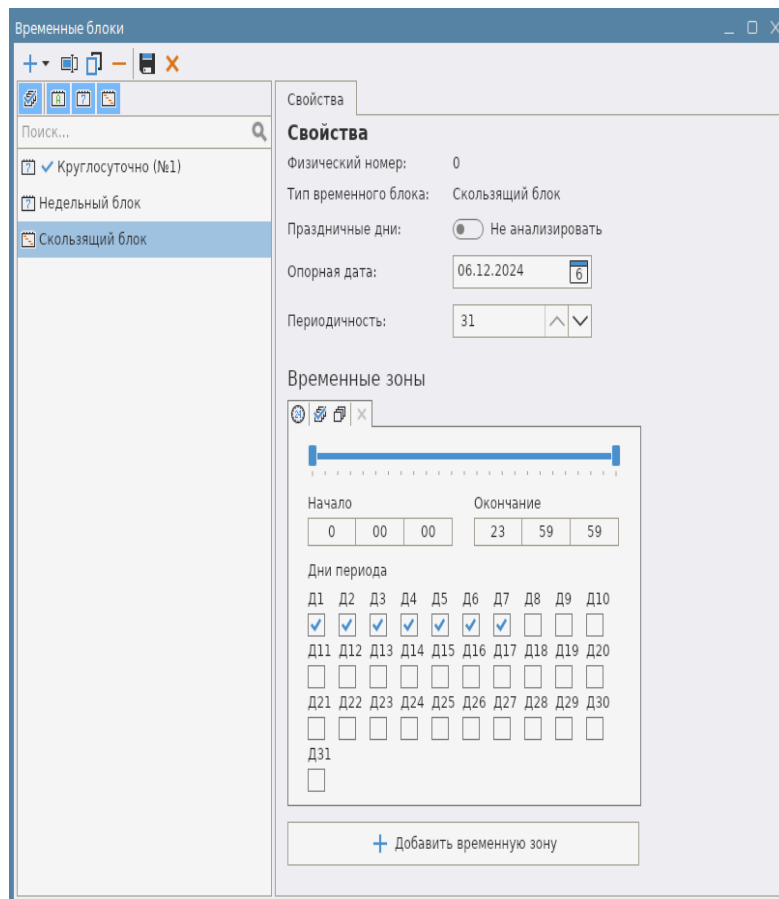 Временные блоки
Поиск...
Круглосуточно (№1)
Недельный блок
Скользящий блок
Свойства
Свойства
Физический номер: 0
Тип временного блока: Скользящий блок
Праздничные дни: Не анализировать
Опорная дата: 06.12.2024 6
Периодичность: 31
Временные зоны
24
Начало Окончание
0 00 00 23 59 59
Дни периода
Д1 Д2 Д3 Д4 Д5 Д6 Д7 Д8 Д9 Д10
Д11 Д12 Д13 Д14 Д15 Д16 Д17 Д18 Д19 Д20
Д21 Д22 Д23 Д24 Д25 Д26 Д27 Д28 Д29 Д30
Д31
Добавить временную зону